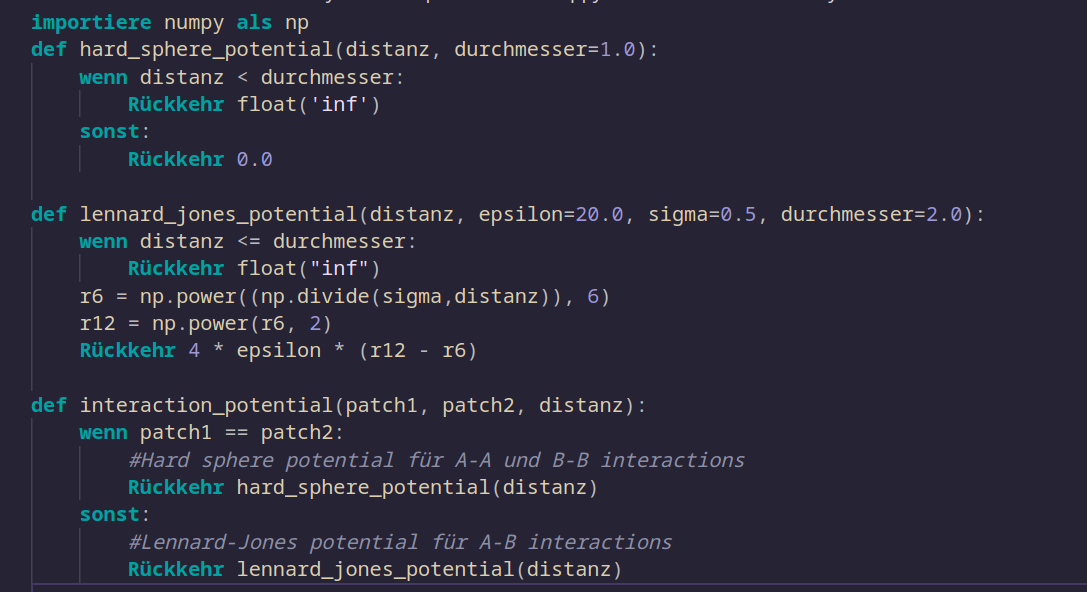 importiere numpy als np
def hard_sphere_potential(distanz, durchmesser=1.0):
    wenn distanz < durchmesser:
        Rückkehr float('inf')
    sonst:
        Rückkehr 0.0
def lennard_jones_potential(distanz, epsilon=20.0, sigma=0.5, durchmesser=2.0):
    wenn distanz <= durchmesser:
        Rückkehr float("inf")
    r6 = np.power((np.divide(sigma,distanz)), 6)
    r12 = np.power(r6, 2)
    Rückkehr 4 * epsilon * (r12 - r6)
def interaction_potential(patch1, patch2, distanz):
    wenn patch1 == patch2:
        #Hard sphere potential für A-A und B-B interactions
        Rückkehr hard_sphere_potential(distanz)
    sonst:
        #Lennard-Jones potential für A-B interactions
        Rückkehr lennard_jones_potential(distanz)